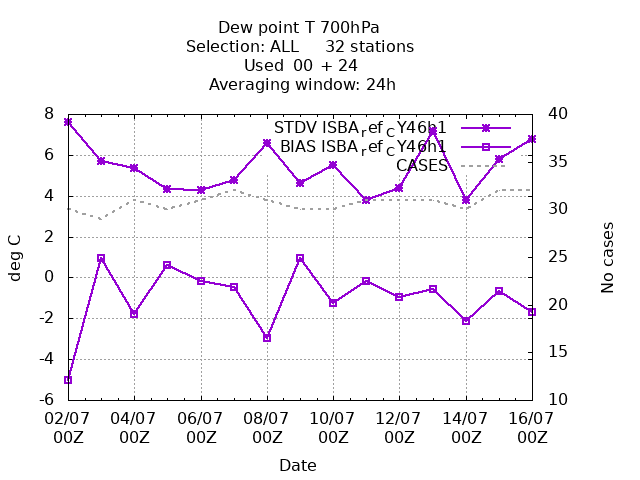 Dew point T 700hPa
Selection: ALL 32 stations
Used 00 + 24
Averaging window: 24h
STDV ISBA_ref_CY46h1
BIAS ISBA_ref_CY46h1
CASES
8
6
4
2
0
-2
-4
-6
deg C
40
35
30
25
20
15
10
No cases
02/07 04/07 06/07 08/07 10/07 12/07 14/07 16/07
00Z 00Z 00Z 00Z 00Z 00Z 00Z 00Z
Date